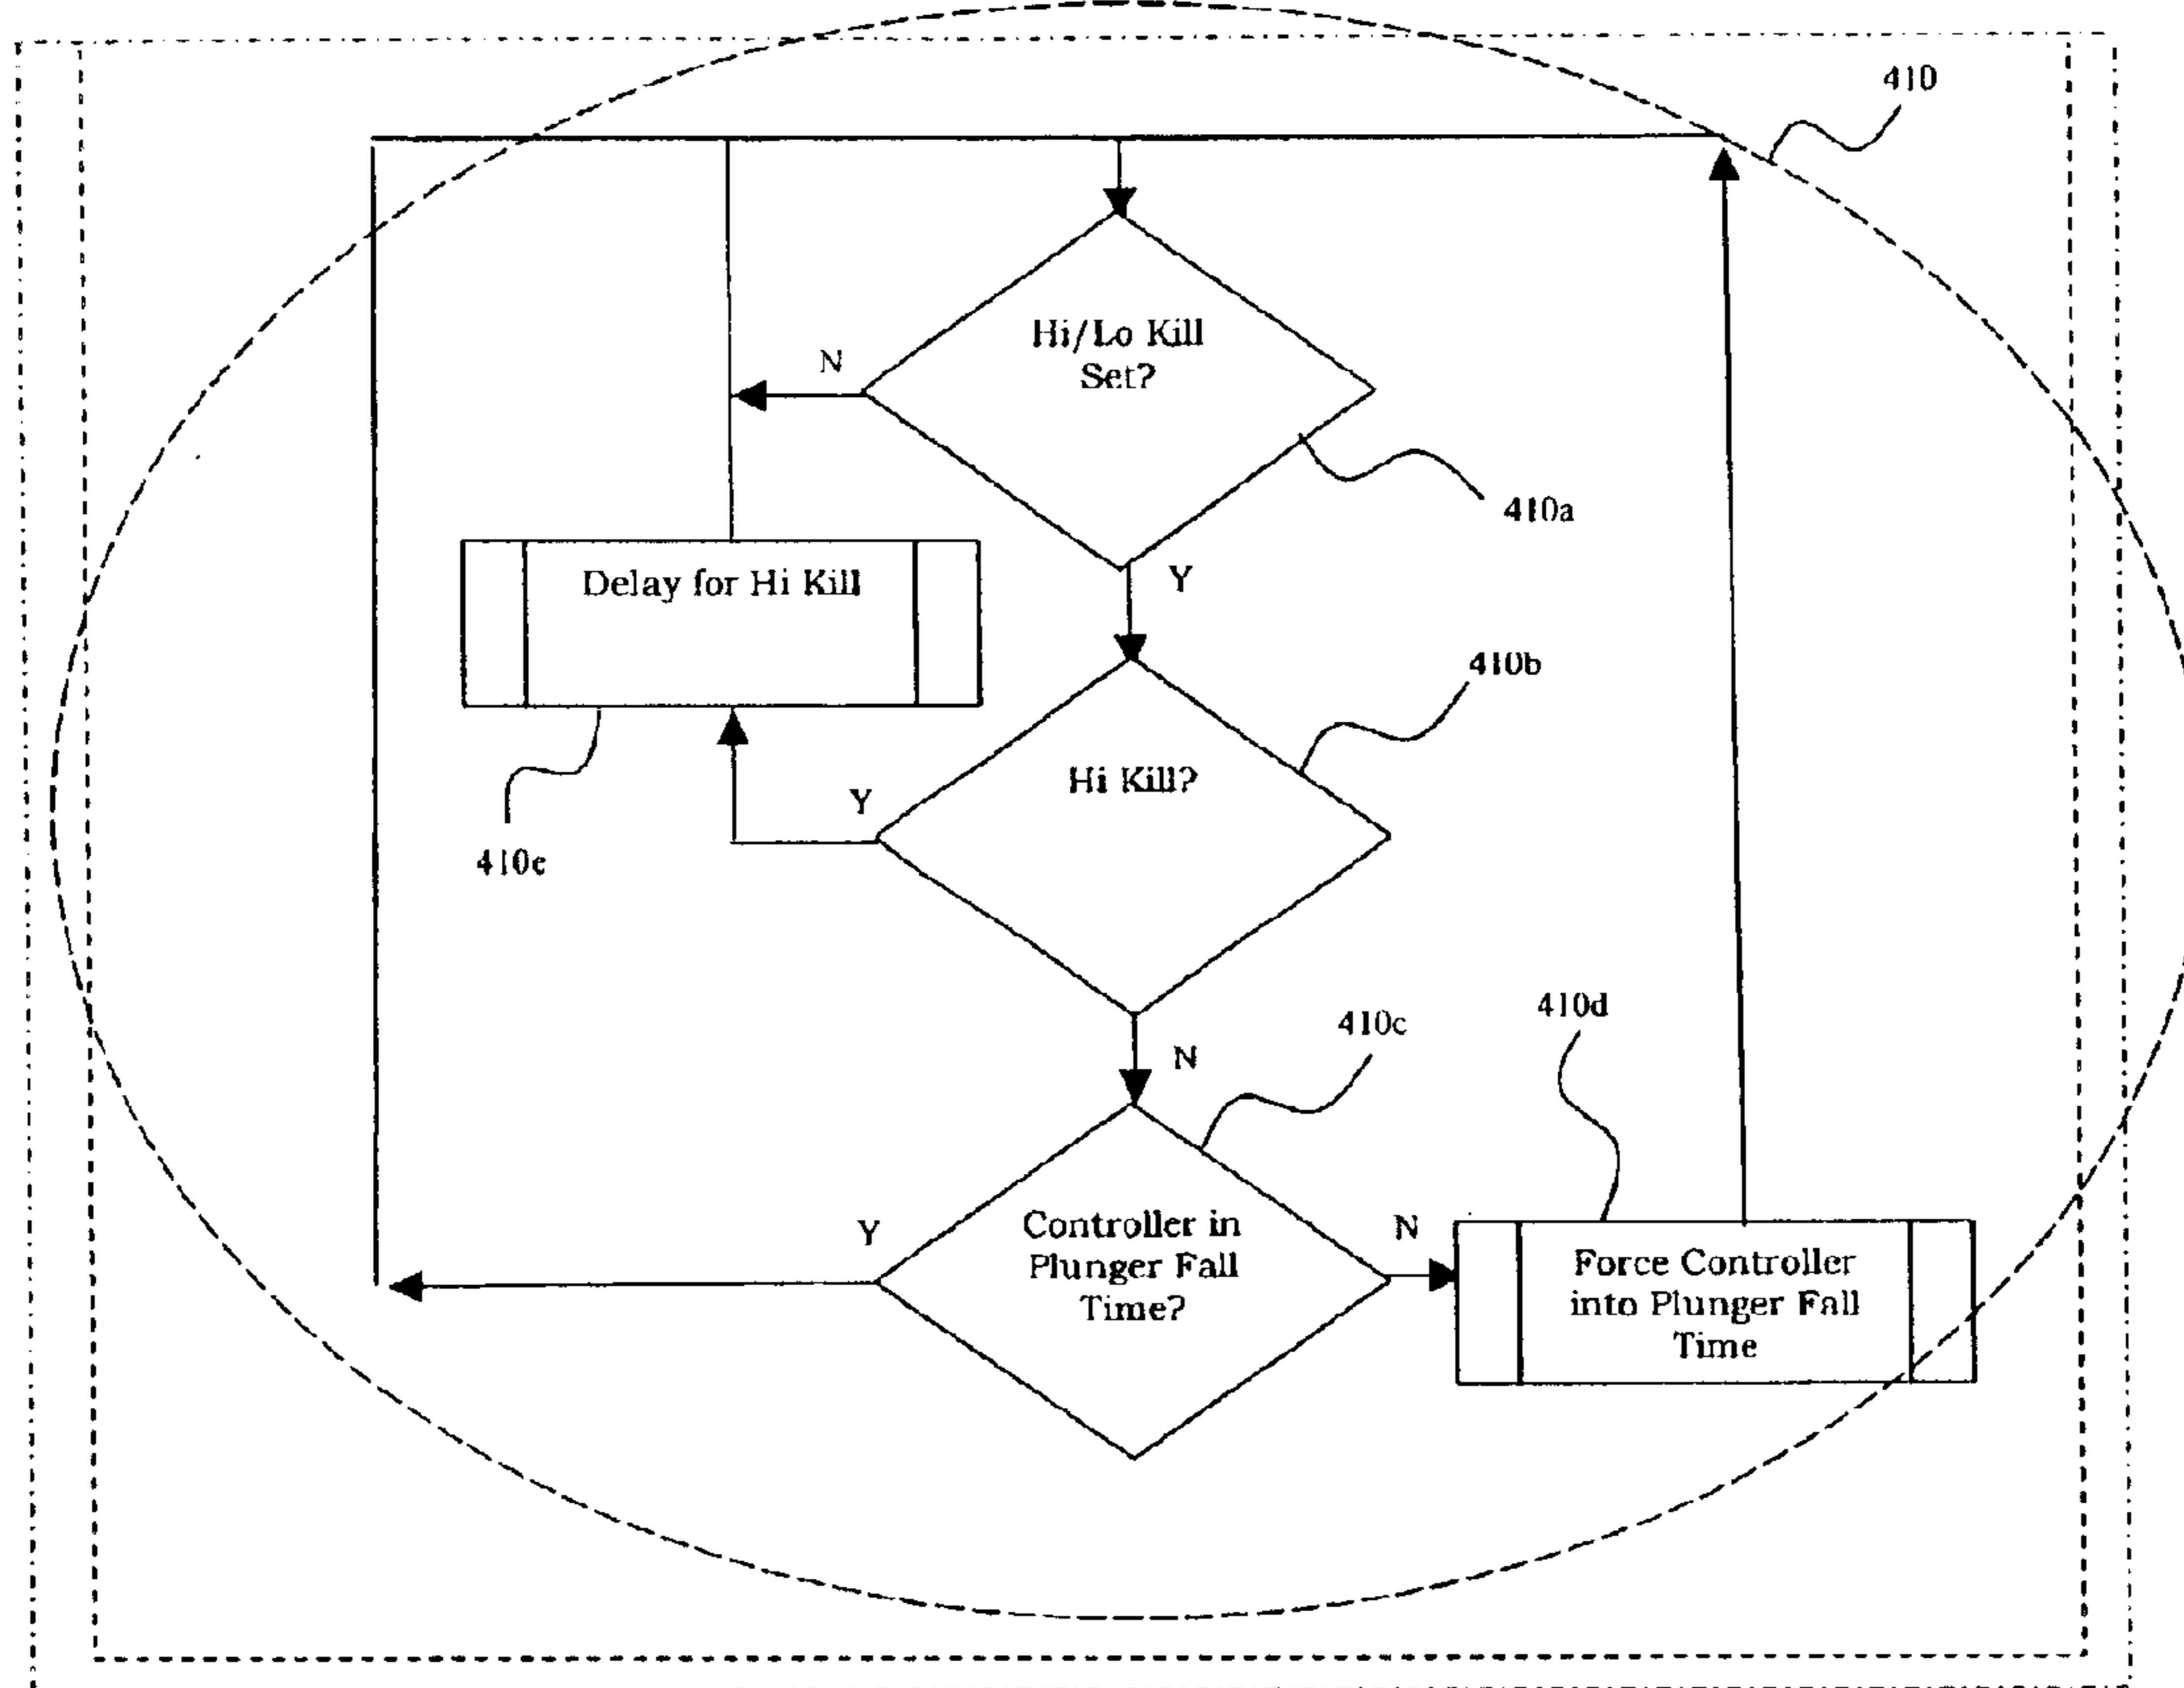 410
Hi/Lo Kill
Set?
N
410a
Y
Delay for Hi Kill
410b
Hi Kill?
Y
410e
N
410c
410d
Controller in
Plunger Fall
Time?
Y
N
Force Controller
into Plunger Fall
Time